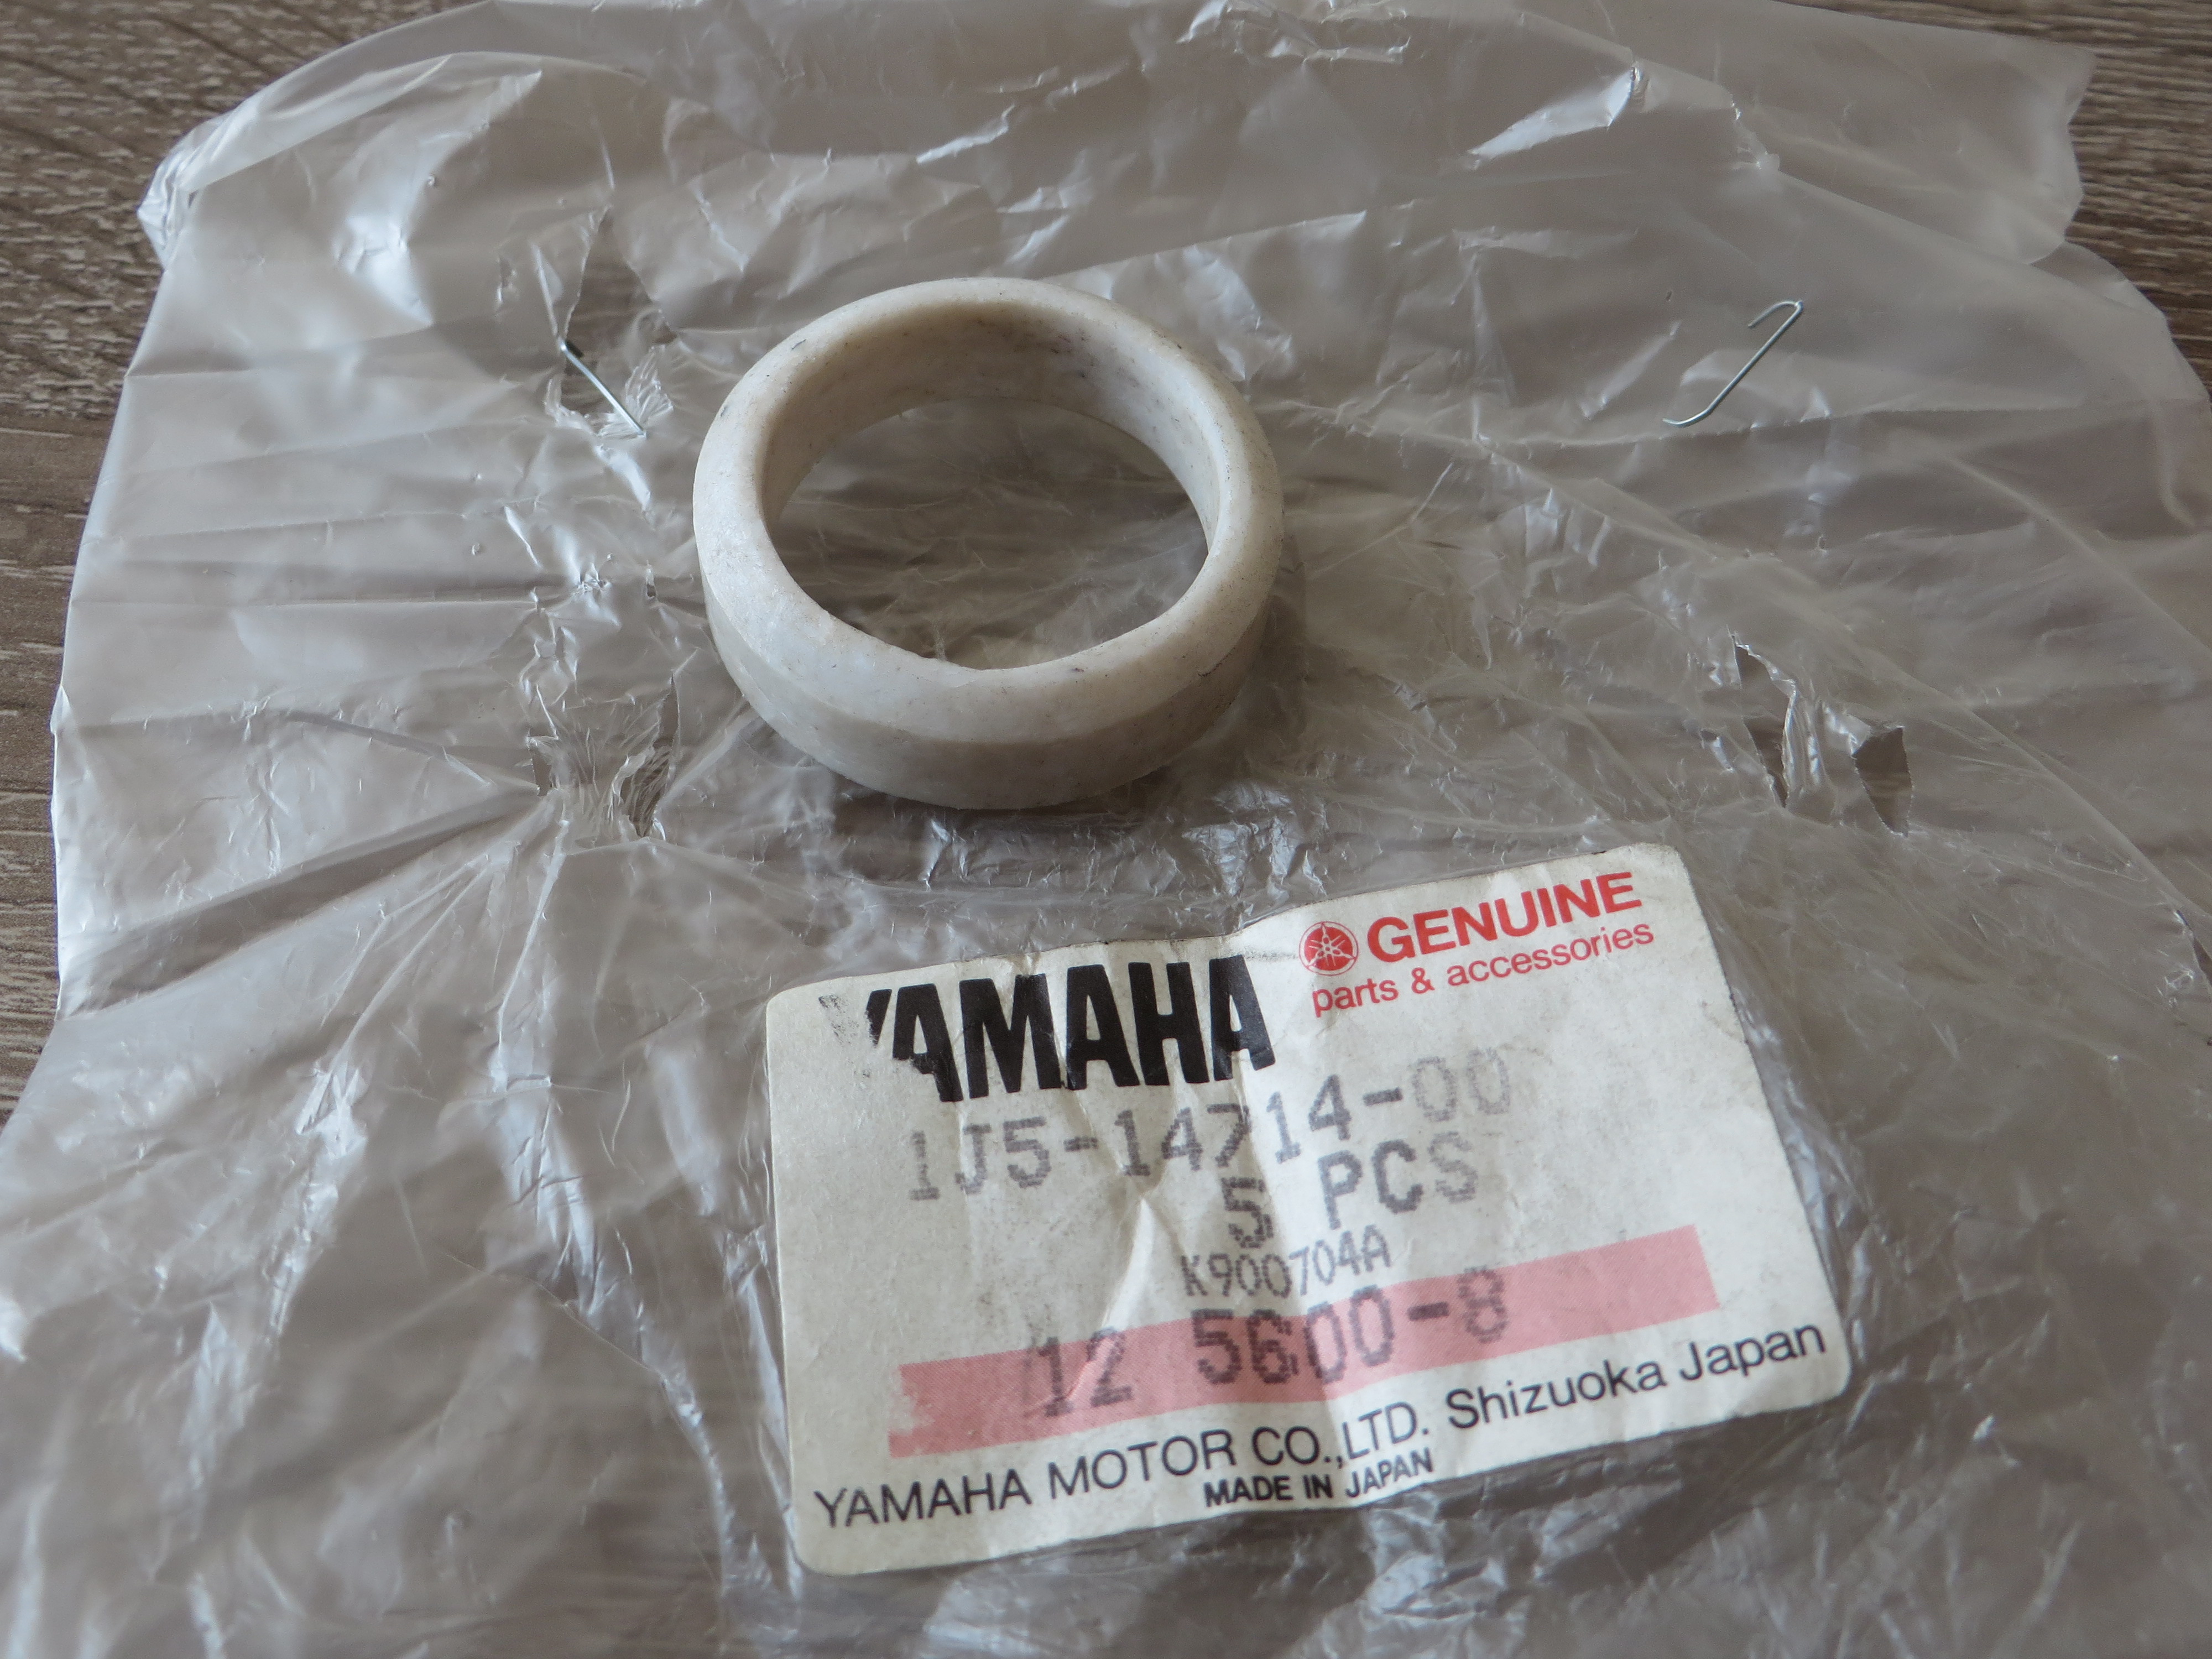 YAMAHA
GENUINE
parts & accessories
1J5-14714-00
5 PCS
K900704A
12 5600-8
YAMAHA MOTOR CO.,LTD. Shizuoka Japan
MADE IN JAPAN